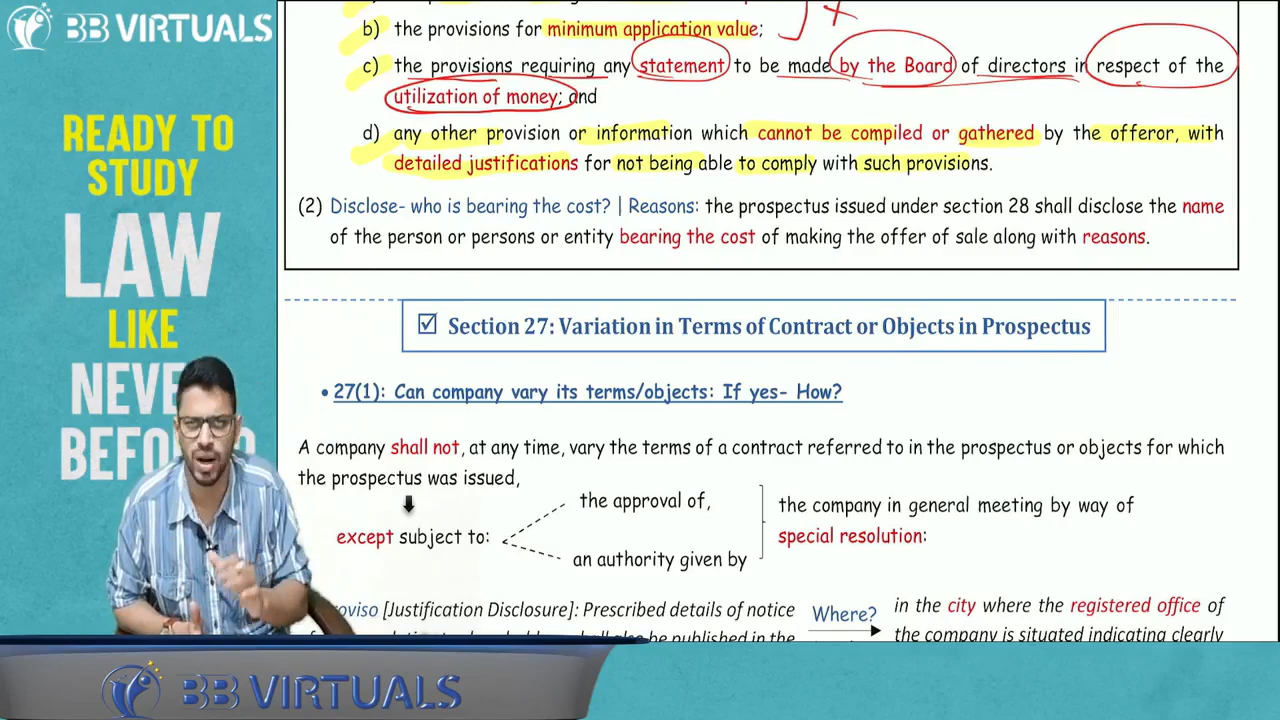 BB VIRTUALS
READY TO
STUDY
LAW
LIKE
b) the provisions for minimum application value;
c) the provisions requiring any statement to be made by the Board of directors in respect of the
utilization of money; and
d) any other provision or information which cannot be compiled or gathered by the offeror, with
detailed justifications for not being able to comply with such provisions.
(2) Disclose- who is bearing the cost? | Reasons: the prospectus issued under section 28 shall disclose the name
of the person or persons or entity bearing the cost of making the offer of sale along with reasons.
☑ Section 27: Variation in Terms of Contract or Objects in Prospectus
• 27(1): Can company vary its terms/objects: If yes- How?
A company shall not, at any time, vary the terms of a contract referred to in the prospectus or objects for which
the prospectus was issued,
except subject to:
the approval of,
an authority given by
the company in general meeting by way of
special resolution:
[Justification Disclosure]: Prescribed details of notice
Where?
in the city where the registered office of
the company is situated indicating clearly
BB VIRTUALS